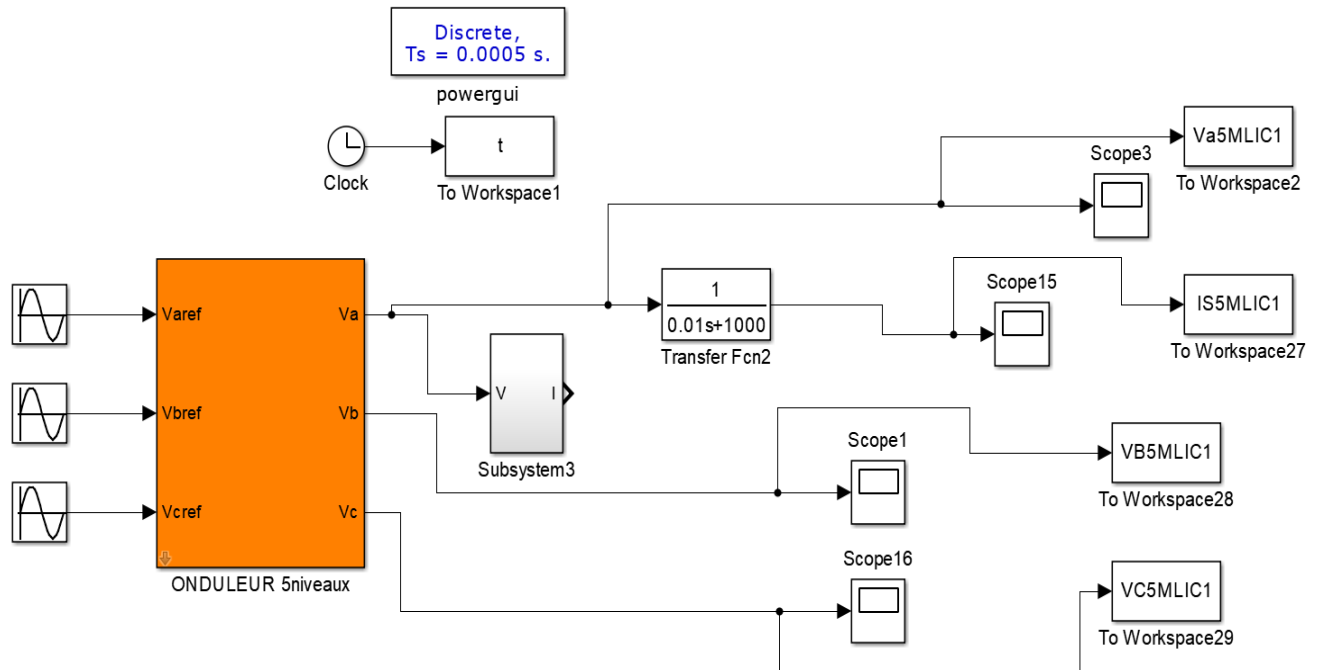 Discrete,
Ts = 0.0005 s.
powergui
t
Clock
To Workspace1
Va5MLIC1
Scope3
To Workspace2
Scope15
IS5MLIC1
To Workspace27
1
0.01s+1000
Transfer Fcn2
Varef
Va
Vbref
Vb
Vcref
Vc
ONDULEUR 5niveaux
V
I
Subsystem3
Scope1
VB5MLIC1
To Workspace28
Scope16
VC5MLIC1
To Workspace29